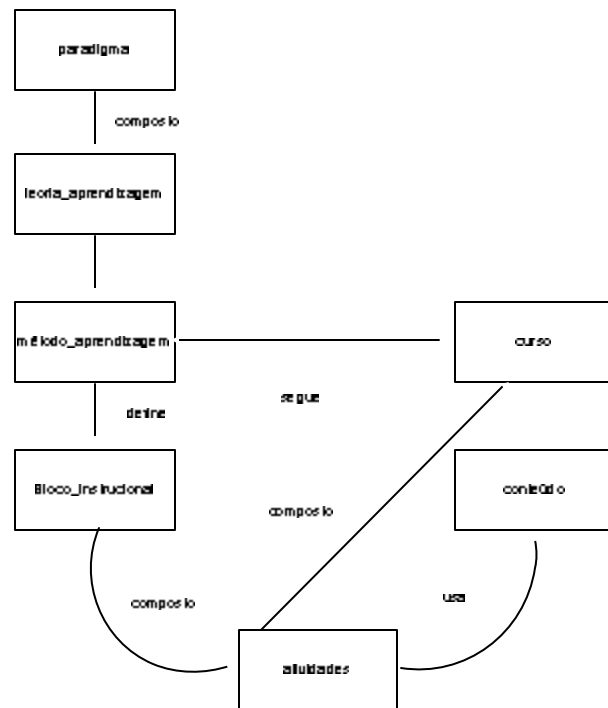 paradigma
composto
teoria_aprendizagem
método_aprendizagem
curso
segue
define
Bloco_instrucional
conteúdo
composto
composto
usa
atividades